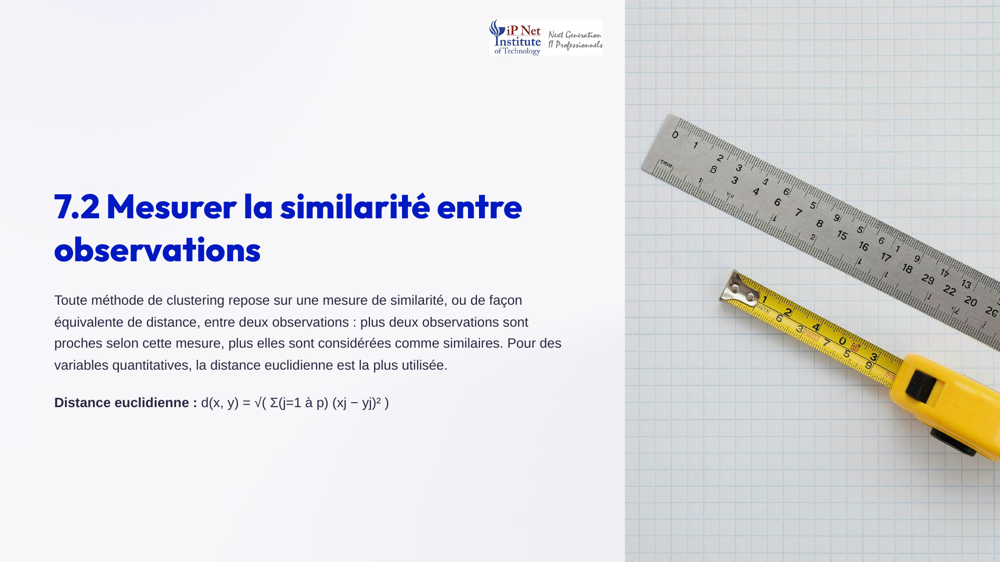 iP Net
Institute
of Technology
Next Generation
IT Professionnels
7.2 Mesurer la similarité entre
observations
Toute méthode de clustering repose sur une mesure de similarité, ou de façon
équivalente de distance, entre deux observations : plus deux observations sont
proches selon cette mesure, plus elles sont considérées comme similaires. Pour des
variables quantitatives, la distance euclidienne est la plus utilisée.
Distance euclidienne : d(x, y) = √( Σ(j=1 à p) (xj − yj)² )